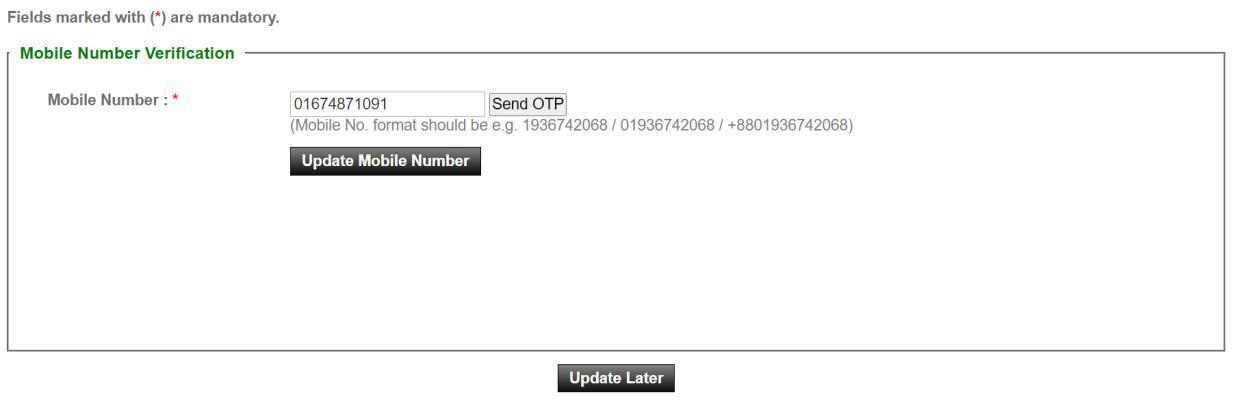 Fields marked with (*) are mandatory.
Mobile Number Verification
Mobile Number : *
01674871091 Send OTP
(Mobile No. format should be e.g. 1936742068 / 01936742068 / +8801936742068)
Update Mobile Number
Update Later